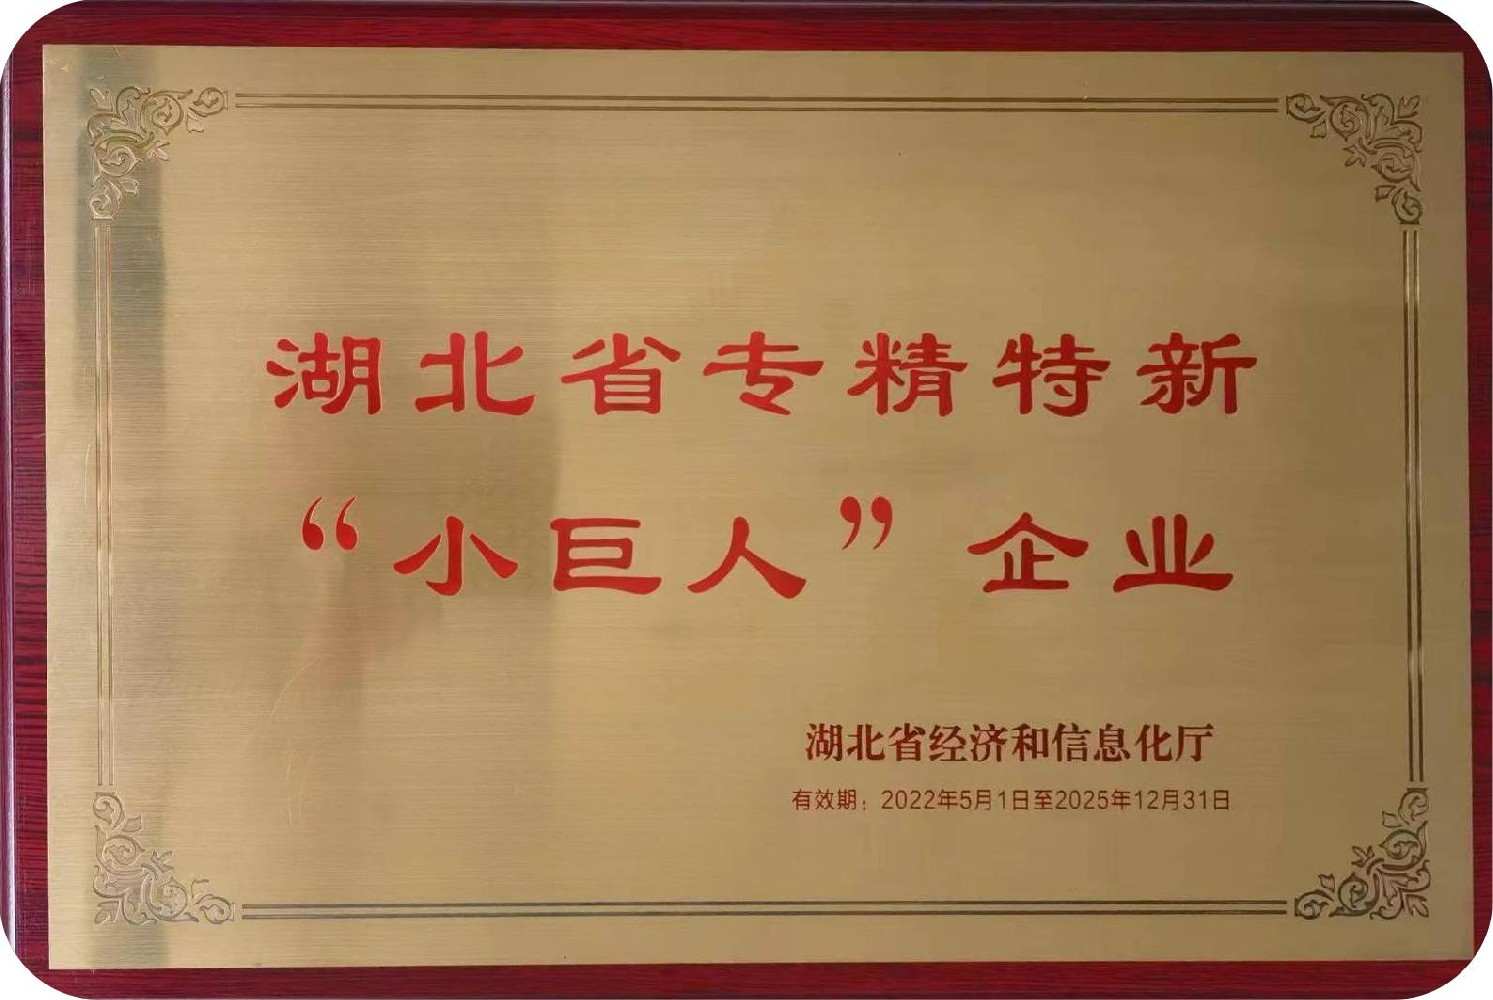 湖北省专精特新
“小巨人”企业
湖北省经济和信息化厅
有效期：2022年5月1日至2025年12月31日